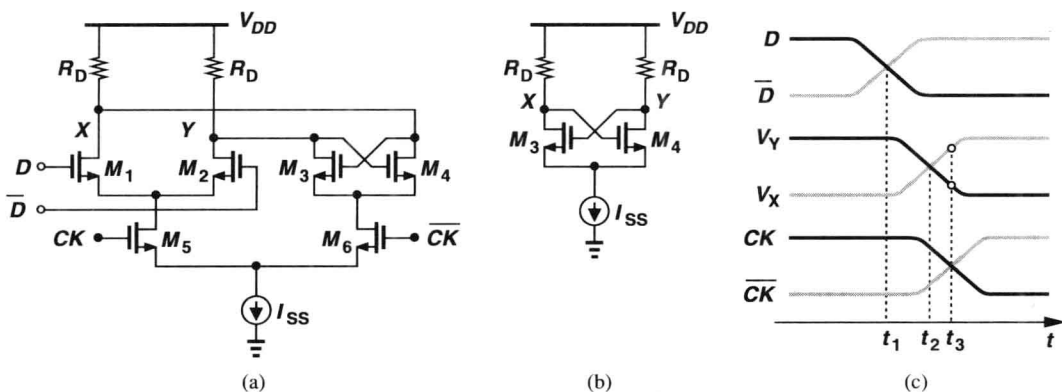 V_DD
R_D
R_D
X
Y
D
M_1
M_2
M_3
M_4
D̅
CK
M_5
M_6
C̅K̅
I_SS
(a)
V_DD
R_D
R_D
X
Y
M_3
M_4
I_SS
(b)
D
D̅
V_Y
V_X
CK
C̅K̅
t_1
t_2
t_3
t
(c)